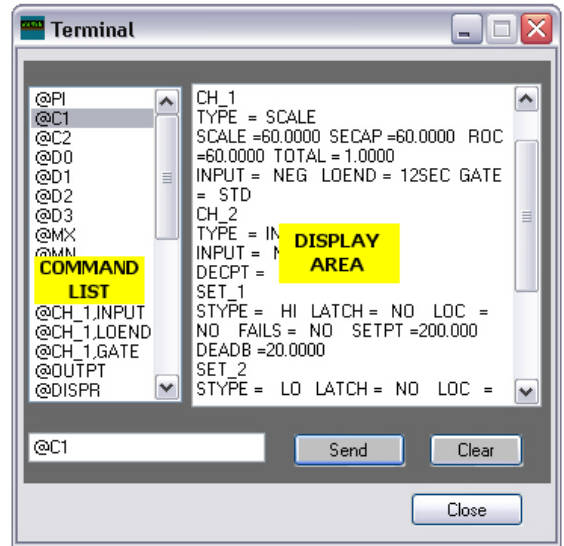 Terminal
@PI
@C1
@C2
@D0
@D1
@D2
@D3
@MX
@MN
COMMAND
LIST
@CH_1,INPUT
@CH_1,LOEND
@CH_1,GATE
@OUTPT
@DISPR
CH_1
TYPE = SCALE
SCALE =60.0000 SECAP =60.0000 ROC
=60.0000 TOTAL = 1.0000
INPUT = NEG LOEND = 12SEC GATE
= STD
CH_2
TYPE =
INPUT =
DECPT =
DISPLAY
AREA
SET_1
STYPE = HI LATCH = NO LOC =
NO FAILS = NO SETPT =200.000
DEADB =20.0000
SET_2
STYPE = LO LATCH = NO LOC =
@C1
Send
Clear
Close